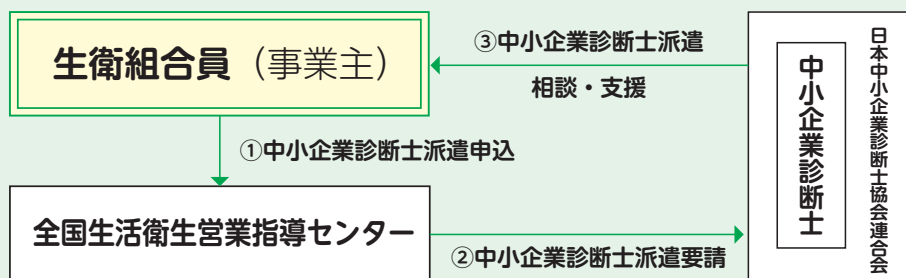 生衛組合員（事業主）
③中小企業診断士派遣
相談・支援
①中小企業診断士派遣申込
全国生活衛生営業指導センター
②中小企業診断士派遣要請
中小企業診断士
日本中小企業診断士協会連合会